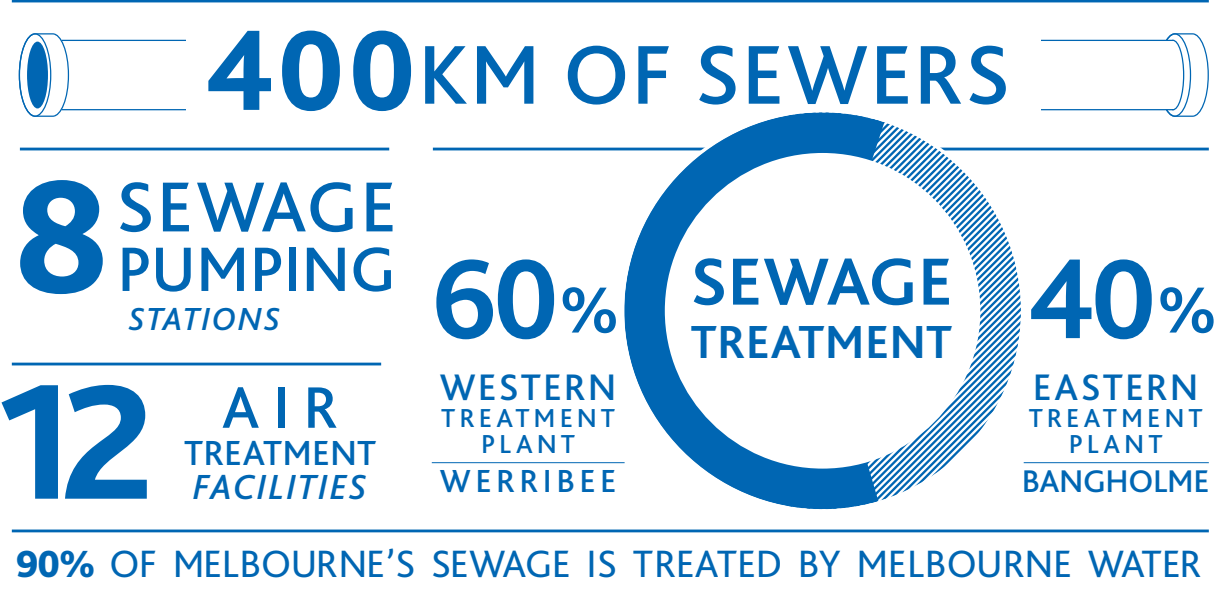 400KM OF SEWERS
8 SEWAGE
PUMPING
STATIONS
12 AIR
TREATMENT
FACILITIES
60%
WESTERN
TREATMENT
PLANT
WERRIBEE
SEWAGE
TREATMENT
40%
EASTERN
TREATMENT
PLANT
BANGHOLME
90% OF MELBOURNE'S SEWAGE IS TREATED BY MELBOURNE WATER